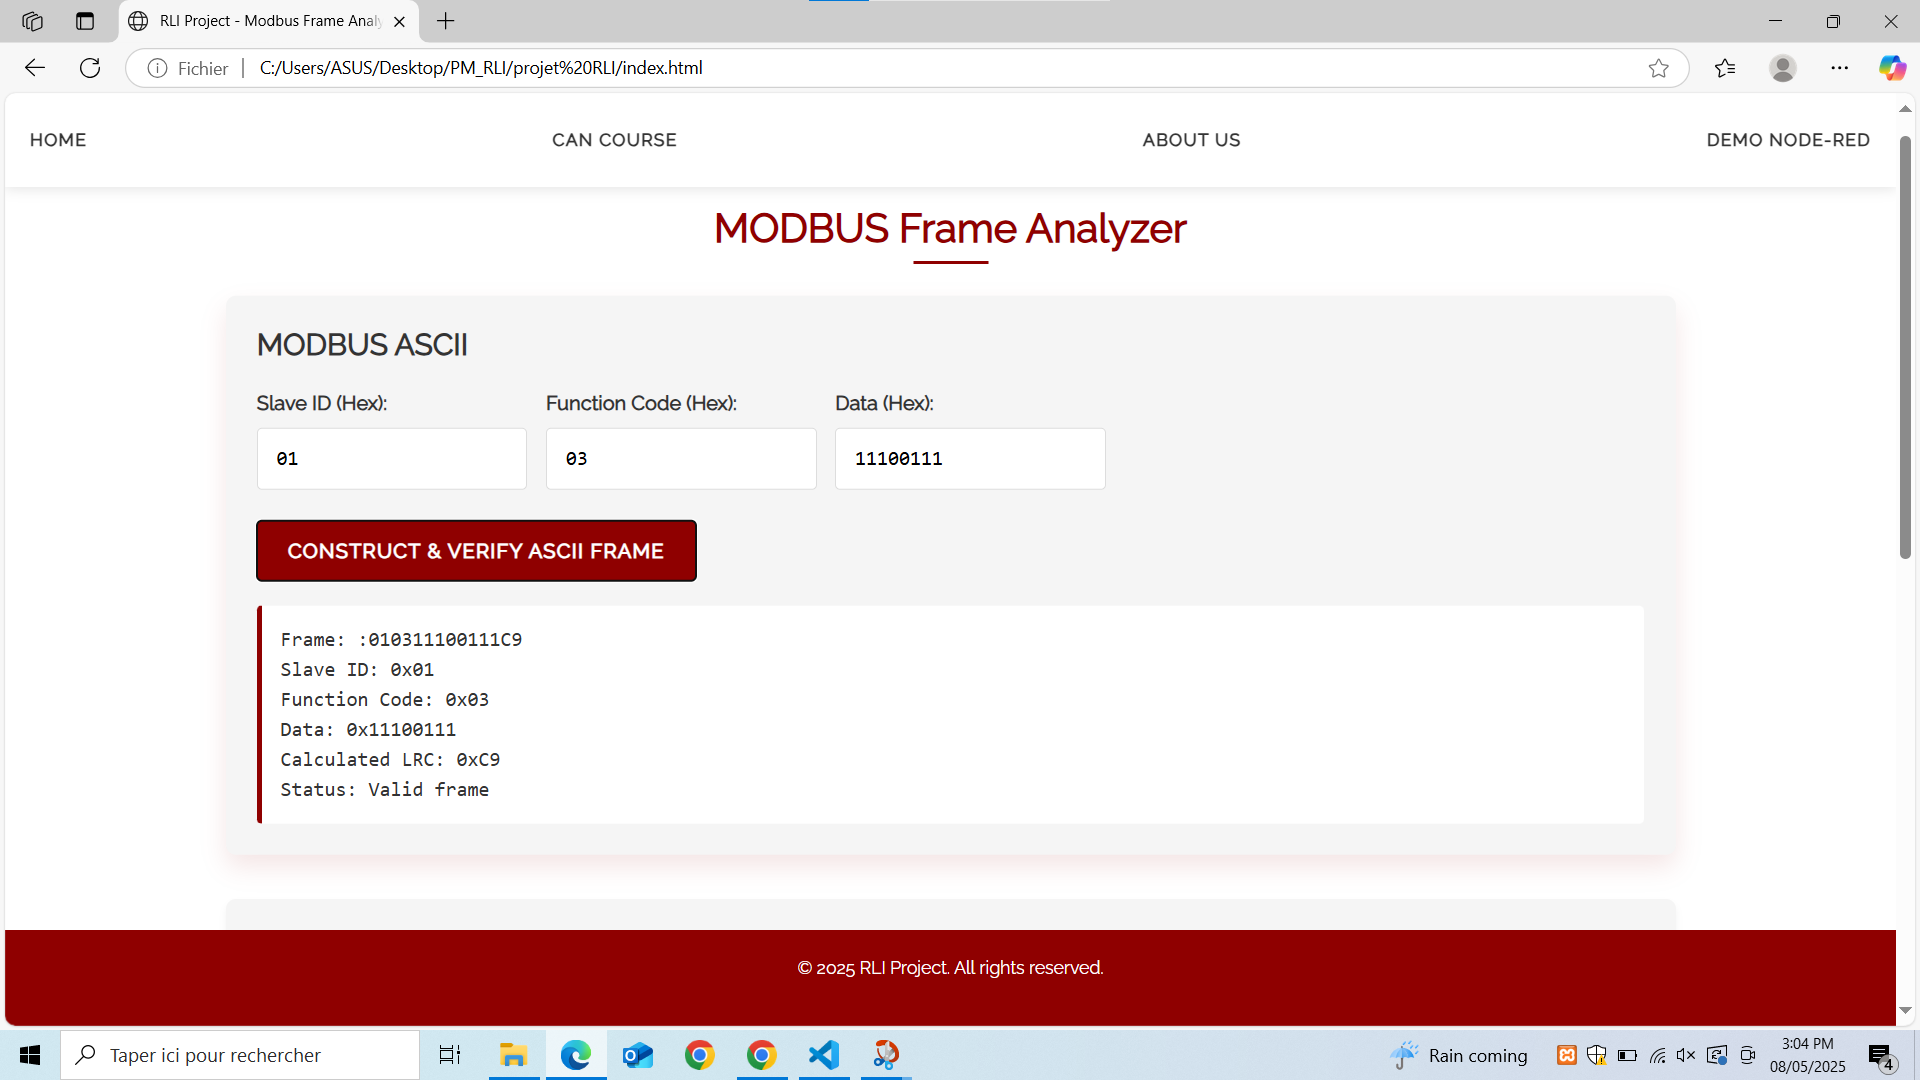 RLI Project - Modbus Frame Analy
Fichier
C:/Users/ASUS/Desktop/PM_RLI/projet%20RLI/index.html
HOME
CAN COURSE
ABOUT US
DEMO NODE-RED
MODBUS Frame Analyzer
MODBUS ASCII
Slave ID (Hex):
Function Code (Hex):
Data (Hex):
01
03
11100111
CONSTRUCT & VERIFY ASCII FRAME
Frame: :010311100111C9
Slave ID: 0x01
Function Code: 0x03
Data: 0x11100111
Calculated LRC: 0xC9
Status: Valid frame
© 2025 RLI Project. All rights reserved.
Taper ici pour rechercher
Rain coming
3:04 PM
08/05/2025
4